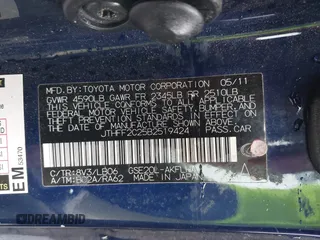 MFD. BY: TOYOTA MOTOR CORPORATION 05/11
GVWR 4590LB GAWR FR 2345LB RR 2510LB
THIS VEHICLE CONFORMS TO ALL APPLICABLE
FEDERAL MOTOR VEHICLE SAFETY, BUMPER, AND
THEFT PREVENTION STANDARDS IN EFFECT ON
THE DATE OF MANUFACTURE SHOWN ABOVE.
JTHFF2C25B2519424 PASS.CAR
C/TR:8V3/LB06 GSE20L-
A/TM: /RA62 MADE IN JAPAN
A
EM
53470
DREAMBID